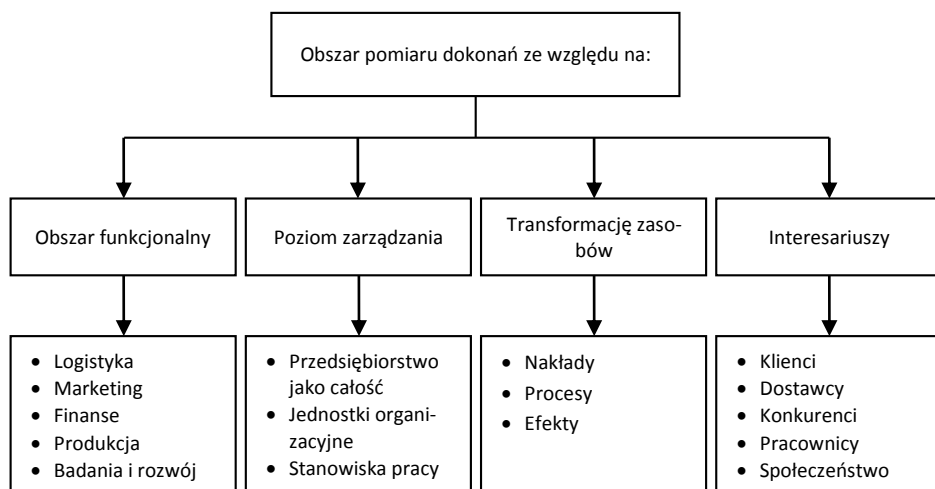 Obszar pomiaru dokonań ze względu na:
Obszar funkcjonalny
Poziom zarządzania
Transformację zaso-
bów
Interesariuszy
• Logistyka
• Marketing
• Finanse
• Produkcja
• Badania i rozwój
• Przedsiębiorstwo
jako całość
• Jednostki organi-
zacyjne
• Stanowiska pracy
• Nakłady
• Procesy
• Efekty
• Klienci
• Dostawcy
• Konkurenci
• Pracownicy
• Społeczeństwo